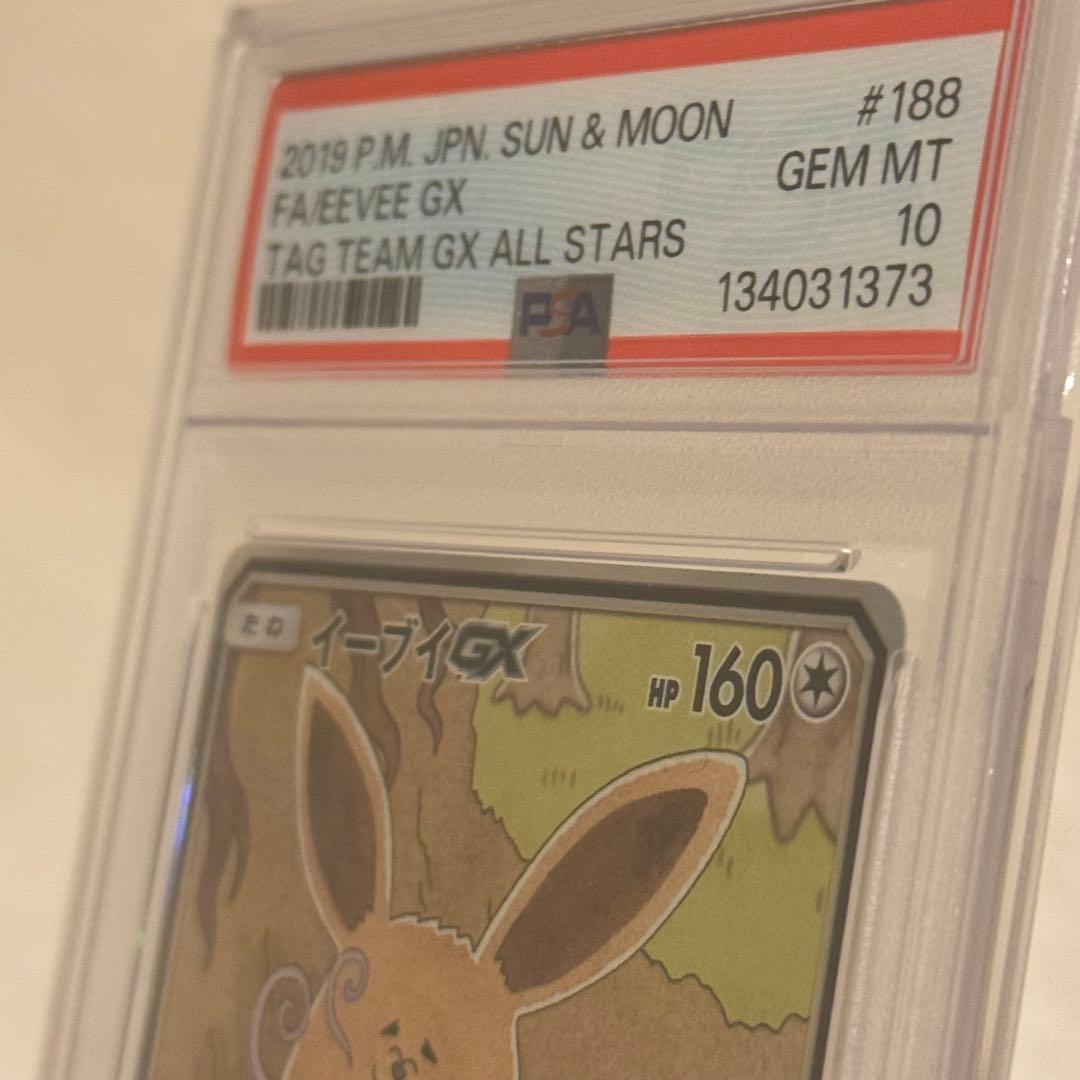 2019 P.M. JPN. SUN & MOON #188
FA/EEVEE GX GEM MT
TAG TEAM GX ALL STARS 10
PSA 134031373
たね イーブイGX HP 160